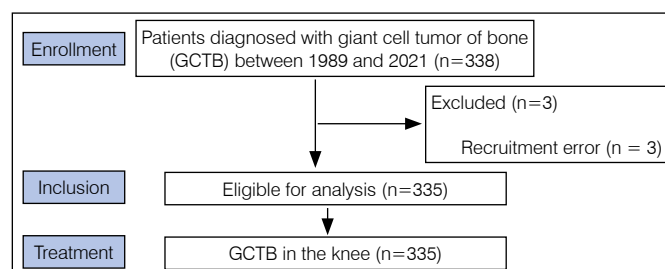 Enrollment
Patients diagnosed with giant cell tumor of bone
(GCTB) between 1989 and 2021 (n=338)
Excluded (n=3)
Recruitment error (n = 3)
Inclusion
Eligible for analysis (n=335)
Treatment
GCTB in the knee (n=335)